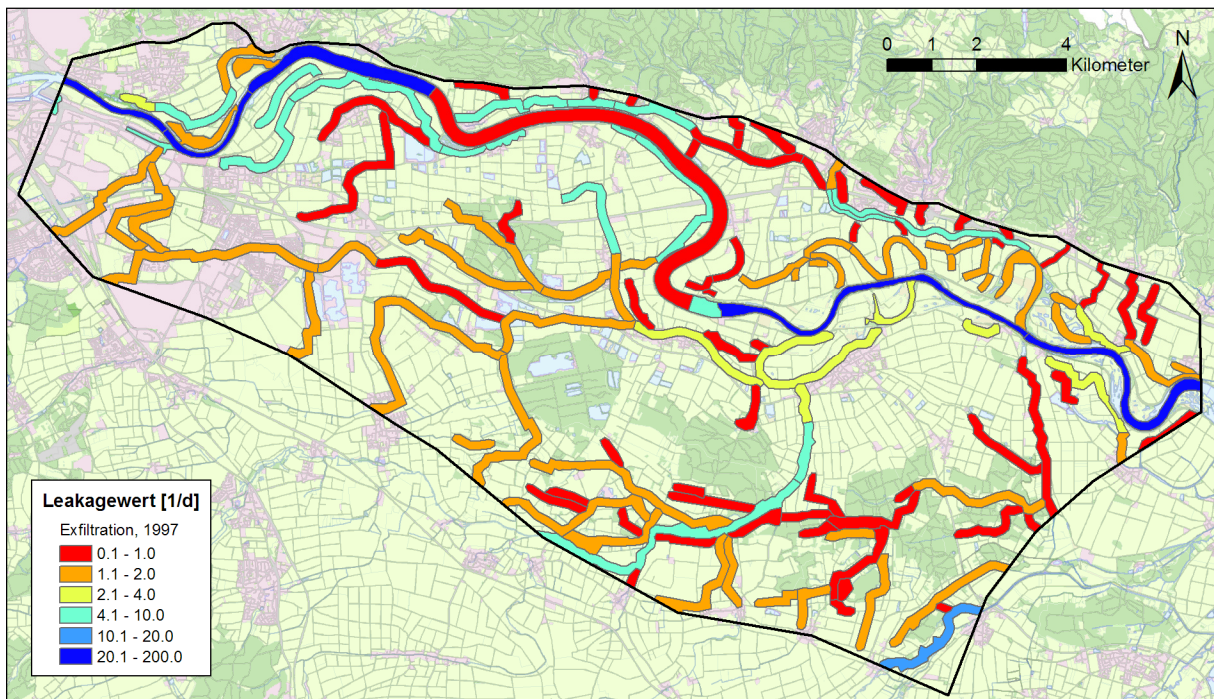 0 1 2 4
Kilometer
N
Leakagewert [1/d]
Exfiltration, 1997
0.1 - 1.0
1.1 - 2.0
2.1 - 4.0
4.1 - 10.0
10.1 - 20.0
20.1 - 200.0